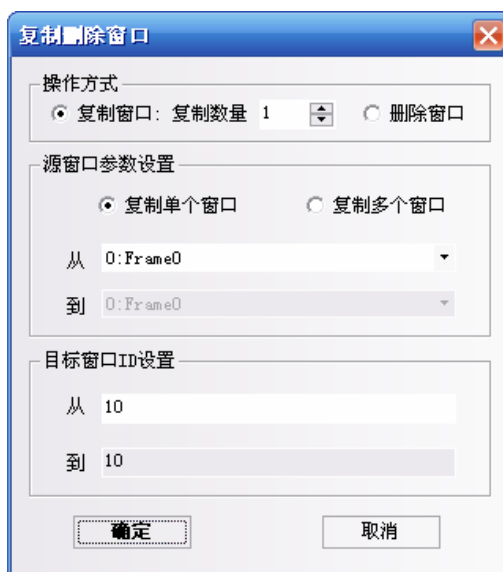 复制删除窗口
操作方式
复制窗口: 复制数量 1 删除窗口
源窗口参数设置
复制单个窗口 复制多个窗口
从 0:Frame0
到 0:Frame0
目标窗口ID设置
从 10
到 10
确定 取消